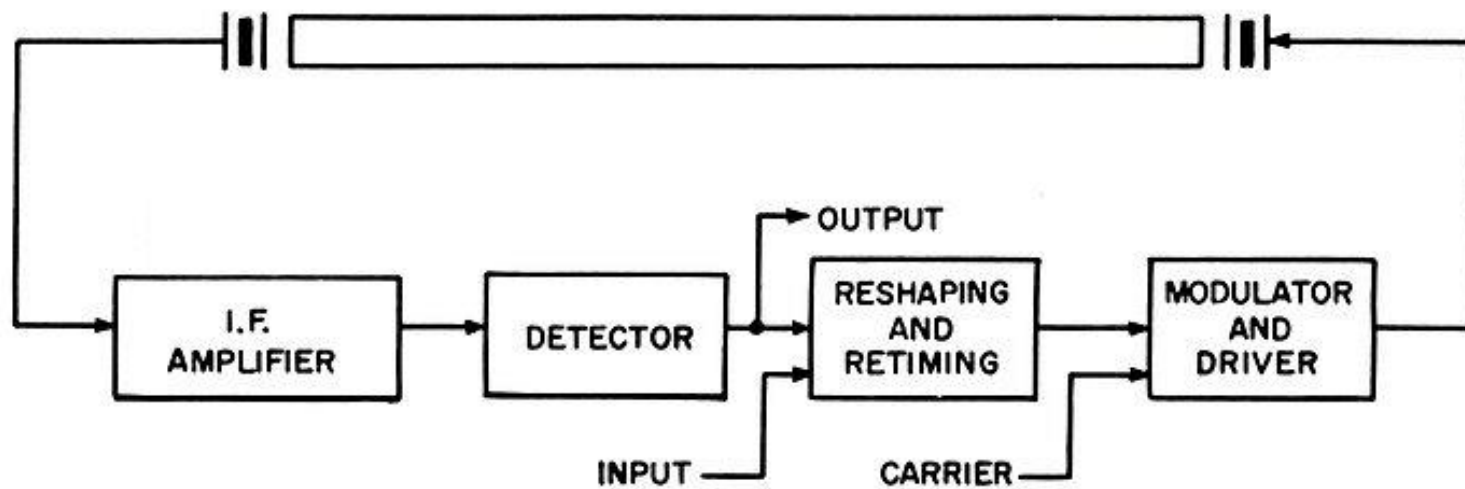 OUTPUT
I.F.
AMPLIFIER
DETECTOR
RESHAPING
AND
RETIMING
MODULATOR
AND
DRIVER
INPUT
CARRIER